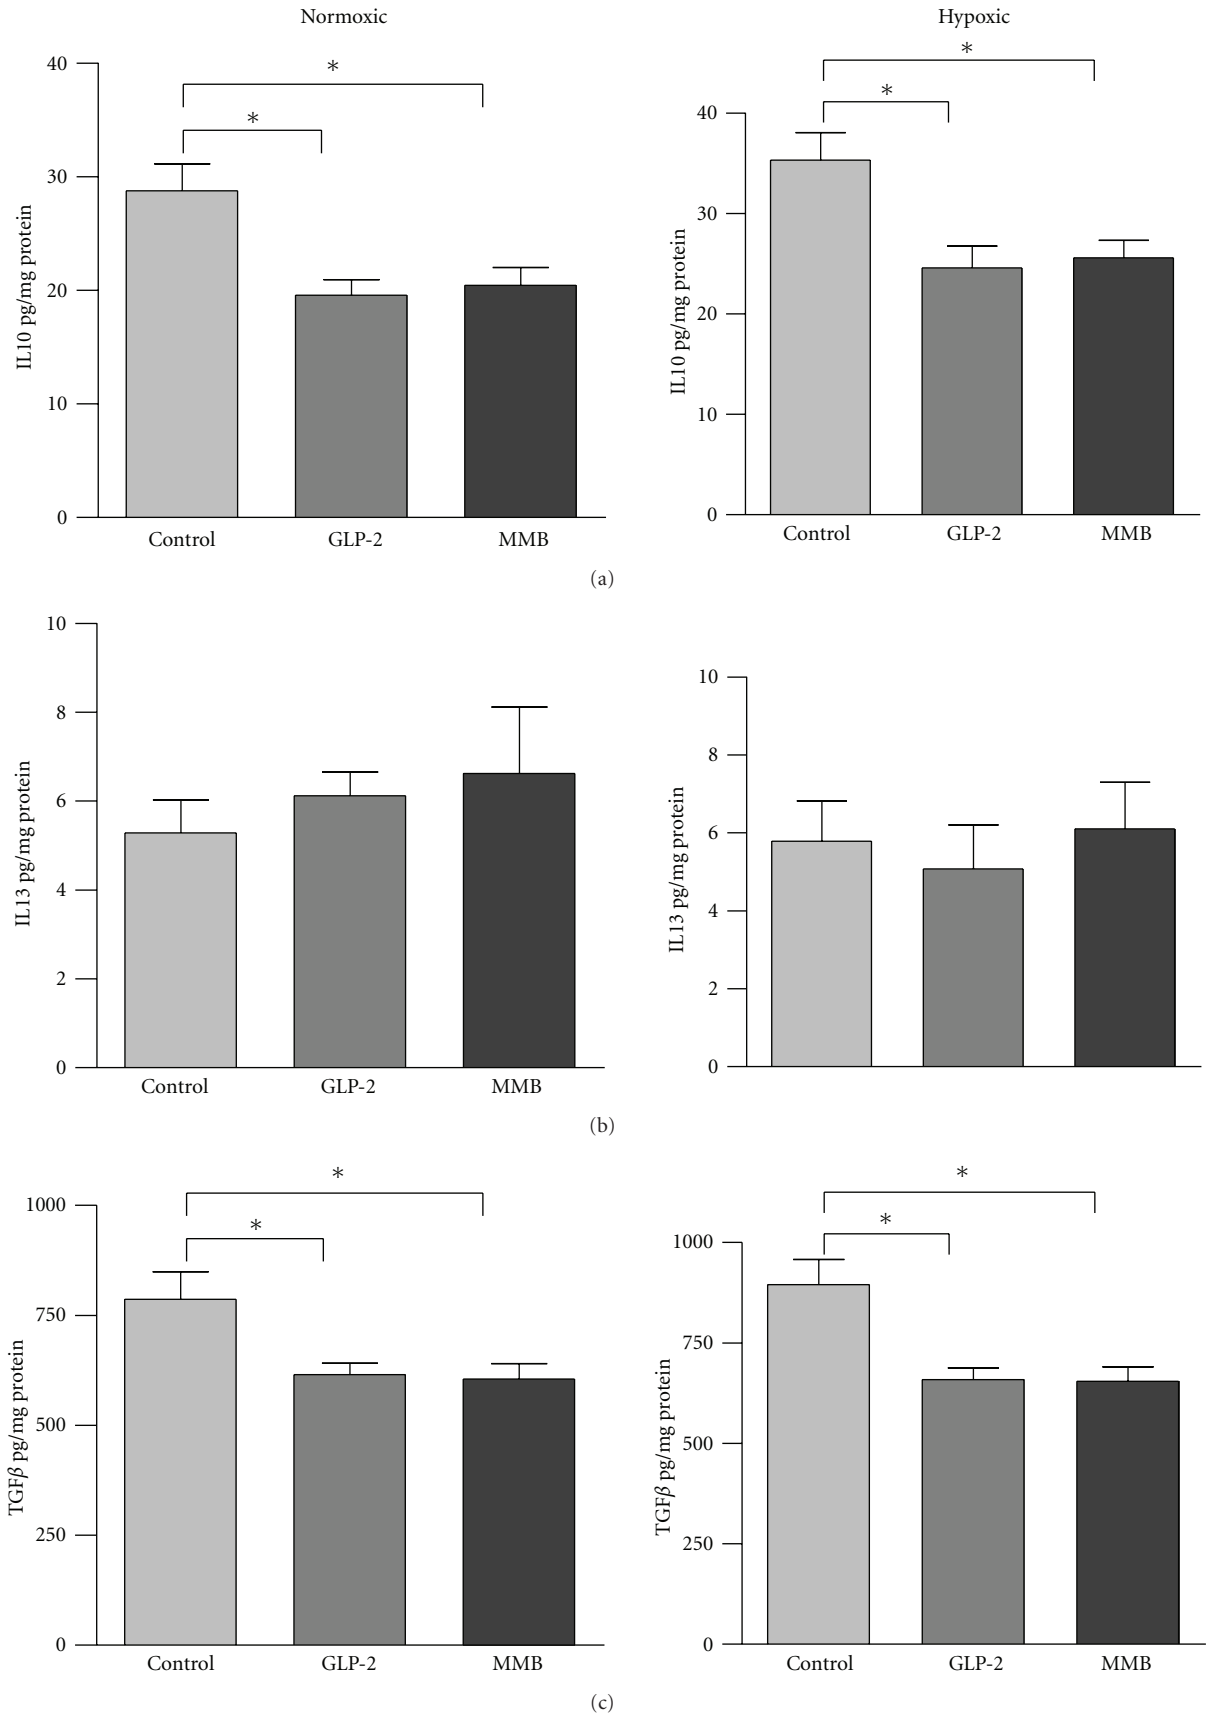 Normoxic
Hypoxic
*
*
40
30
20
10
0
IL10 pg/mg protein
Control
GLP-2
MMB
*
*
40
30
20
10
0
IL10 pg/mg protein
Control
GLP-2
MMB
(a)
10
8
6
4
2
0
IL13 pg/mg protein
Control
GLP-2
MMB
10
8
6
4
2
0
IL13 pg/mg protein
(b)
*
*
1000
750
500
250
0
TGFβ pg/mg protein
Control
GLP-2
MMB
*
*
1000
750
500
250
0
TGFβ pg/mg protein
Control
GLP-2
MMB
(c)